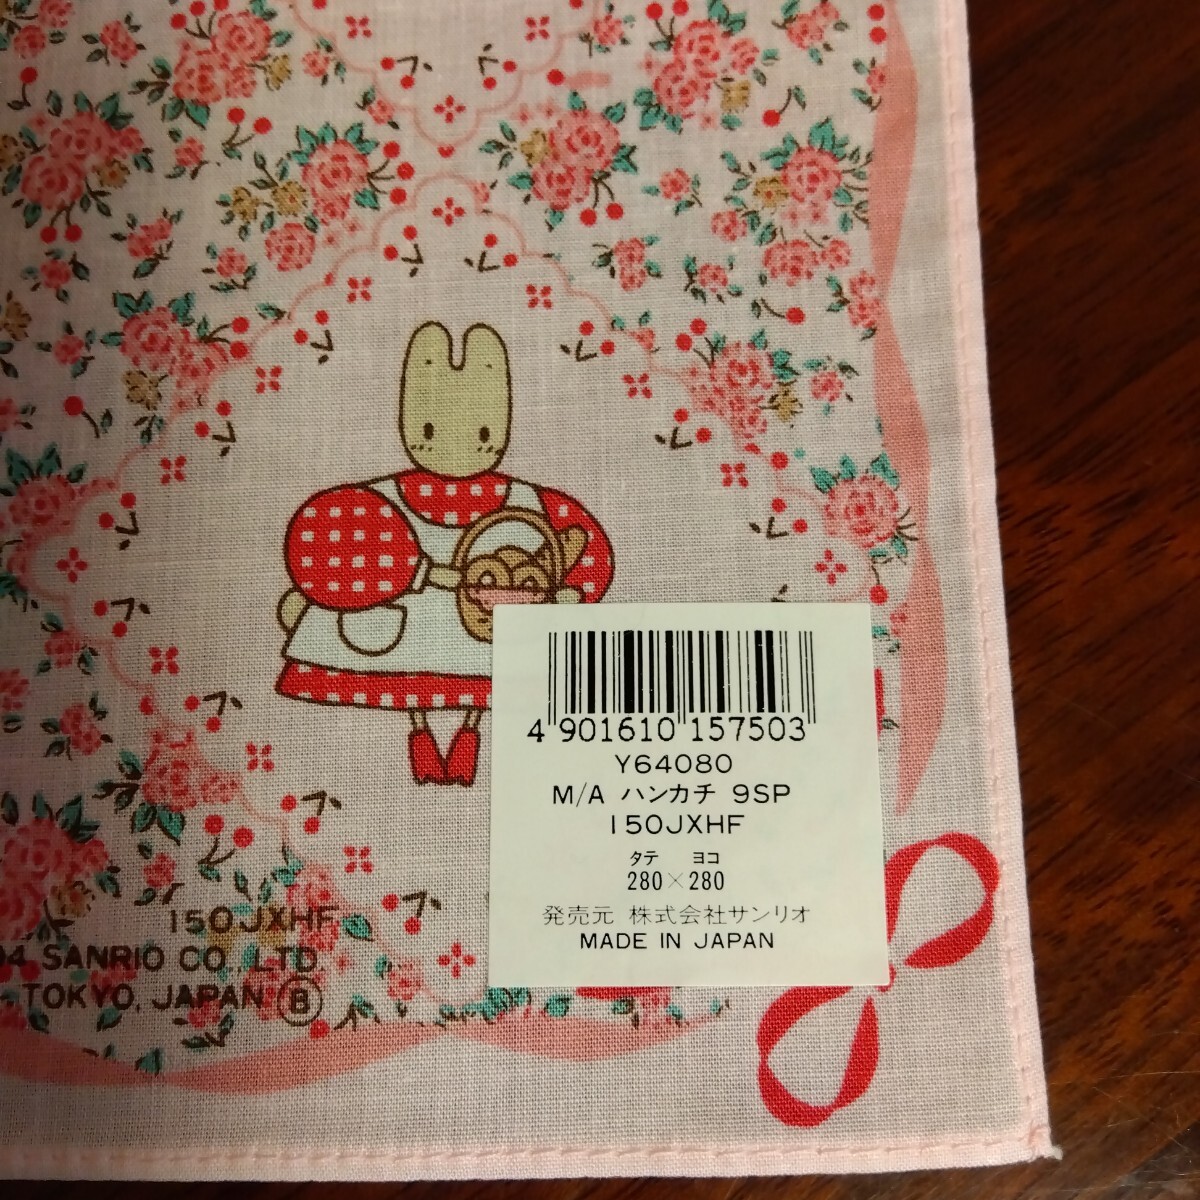 4 901610 157503
Y64080
M/A ハンカチ 9SP
150JXHF
タテ ヨコ
280×280
発売元 株式会社サンリオ
MADE IN JAPAN
150JXHF
94 SANRIO CO., LTD
TOKYO, JAPAN Ⓑ